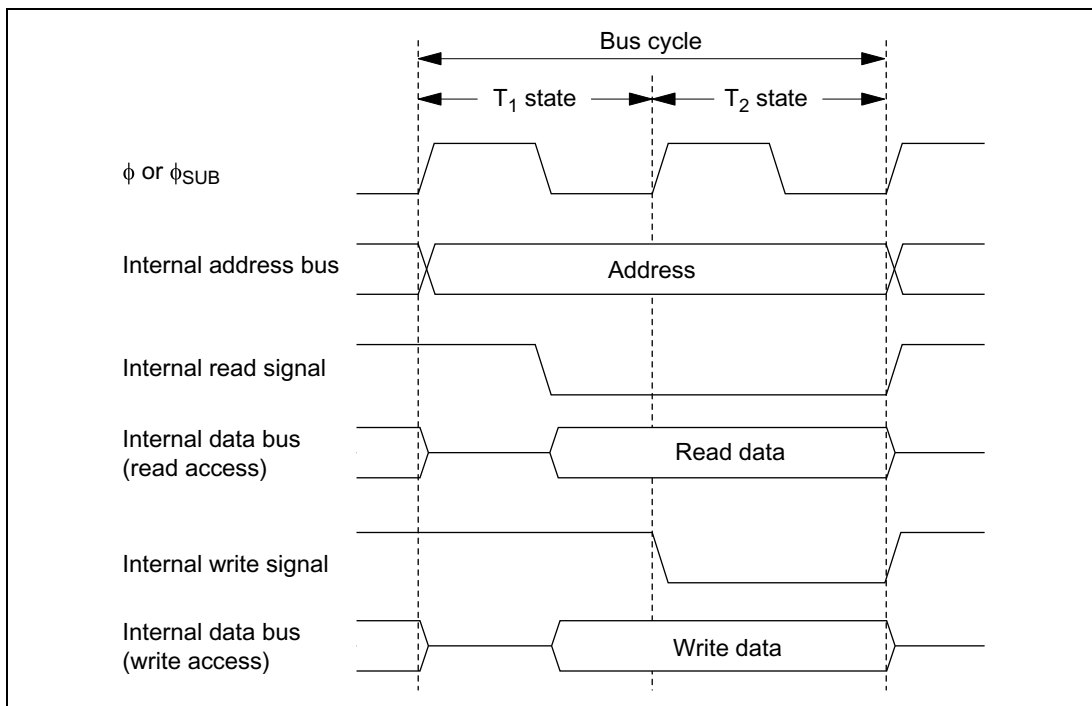 Bus cycle
T₁ state
T₂ state
ϕ or ϕSUB
Internal address bus
Address
Internal read signal
Internal data bus
(read access)
Read data
Internal write signal
Internal data bus
(write access)
Write data